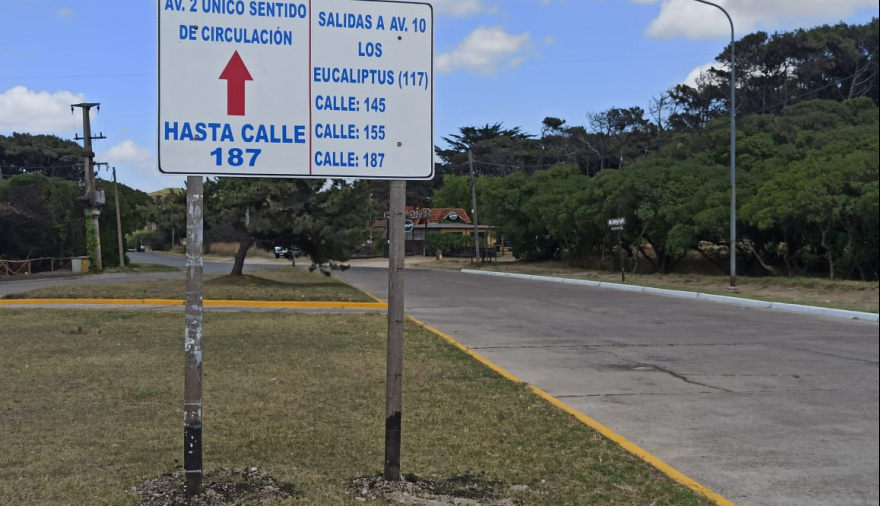 AV. 2 UNICO SENTIDO
DE CIRCULACIÓN
HASTA CALLE
187
SALIDAS A AV. 10
LOS
EUCALIPTUS (117)
CALLE: 145
CALLE: 155
CALLE: 187